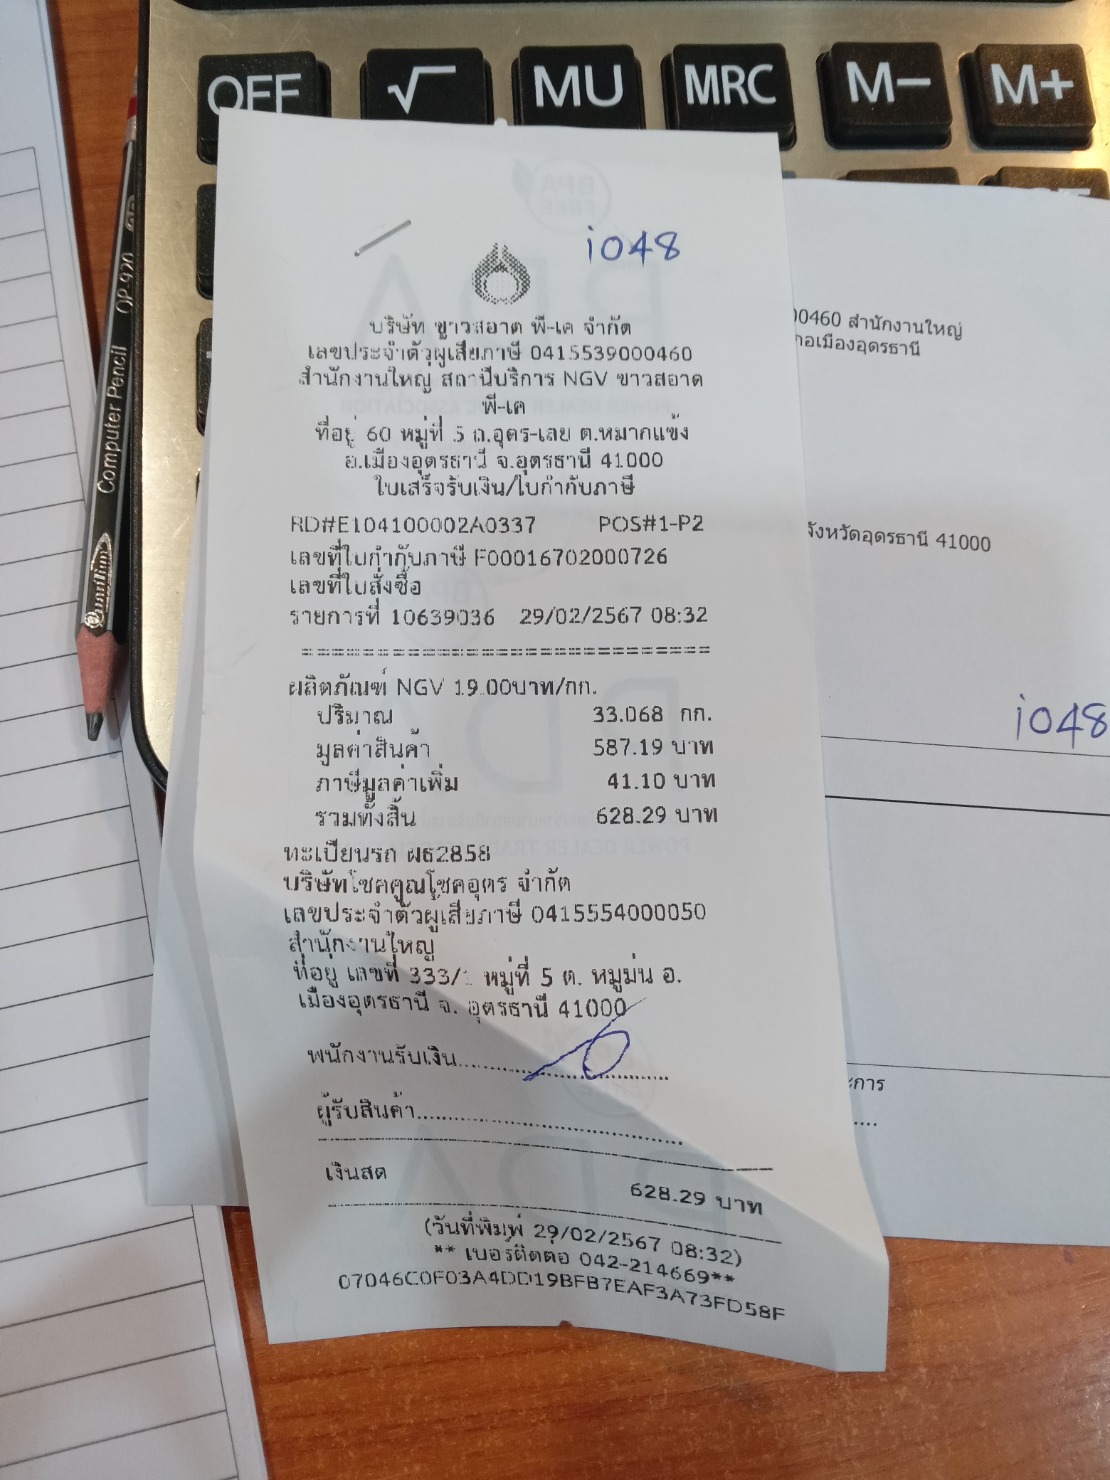 OFF √ MU MRC M− M+
Computer Pencil OP-920
i048
บริษัท ขาวสอาด พี-เค จำกัด
เลขประจำตัวผู้เสียภาษี 0415539000460
สำนักงานใหญ่ สถานีบริการ NGV ขาวสอาด
พี-เค
ที่อยู่ 60 หมู่ที่ 5 ถ.อุดร-เลย ต.หมากแข้ง
อ.เมืองอุดรธานี จ.อุดรธานี 41000
ใบเสร็จรับเงิน/ใบกำกับภาษี
RD#E104100002A0337 POS#1-P2
เลขที่ใบกำกับภาษี F00016702000726
เลขที่ใบสั่งซื้อ
รายการที่ 10639036 29/02/2567 08:32
ผลิตภัณฑ์ NGV 19.00บาท/กก.
ปริมาณ 33.068 กก.
มูลค่าสินค้า 587.19 บาท
ภาษีมูลค่าเพิ่ม 41.10 บาท
รวมทั้งสิ้น 628.29 บาท
ทะเบียนรถ ผธ2858
บริษัทโชคคูณโชคอุดร จำกัด
เลขประจำตัวผู้เสียภาษี 0415554000050
สำนักงานใหญ่
ที่อยู่ เลขที่ 333/1 หมู่ที่ 5 ต. หมูม่น อ.
เมืองอุดรธานี จ. อุดรธานี 41000
พนักงานรับเงิน
ผู้รับสินค้า
เงินสด 628.29 บาท
(วันที่พิมพ์ 29/02/2567 08:32)
** เบอร์ติดต่อ 042-214669**
07046C0F03A4DD19BFB7EAF3A73FD58F
00460 สำนักงานใหญ่
เมืองอุดรธานี
จังหวัดอุดรธานี 41000
i048